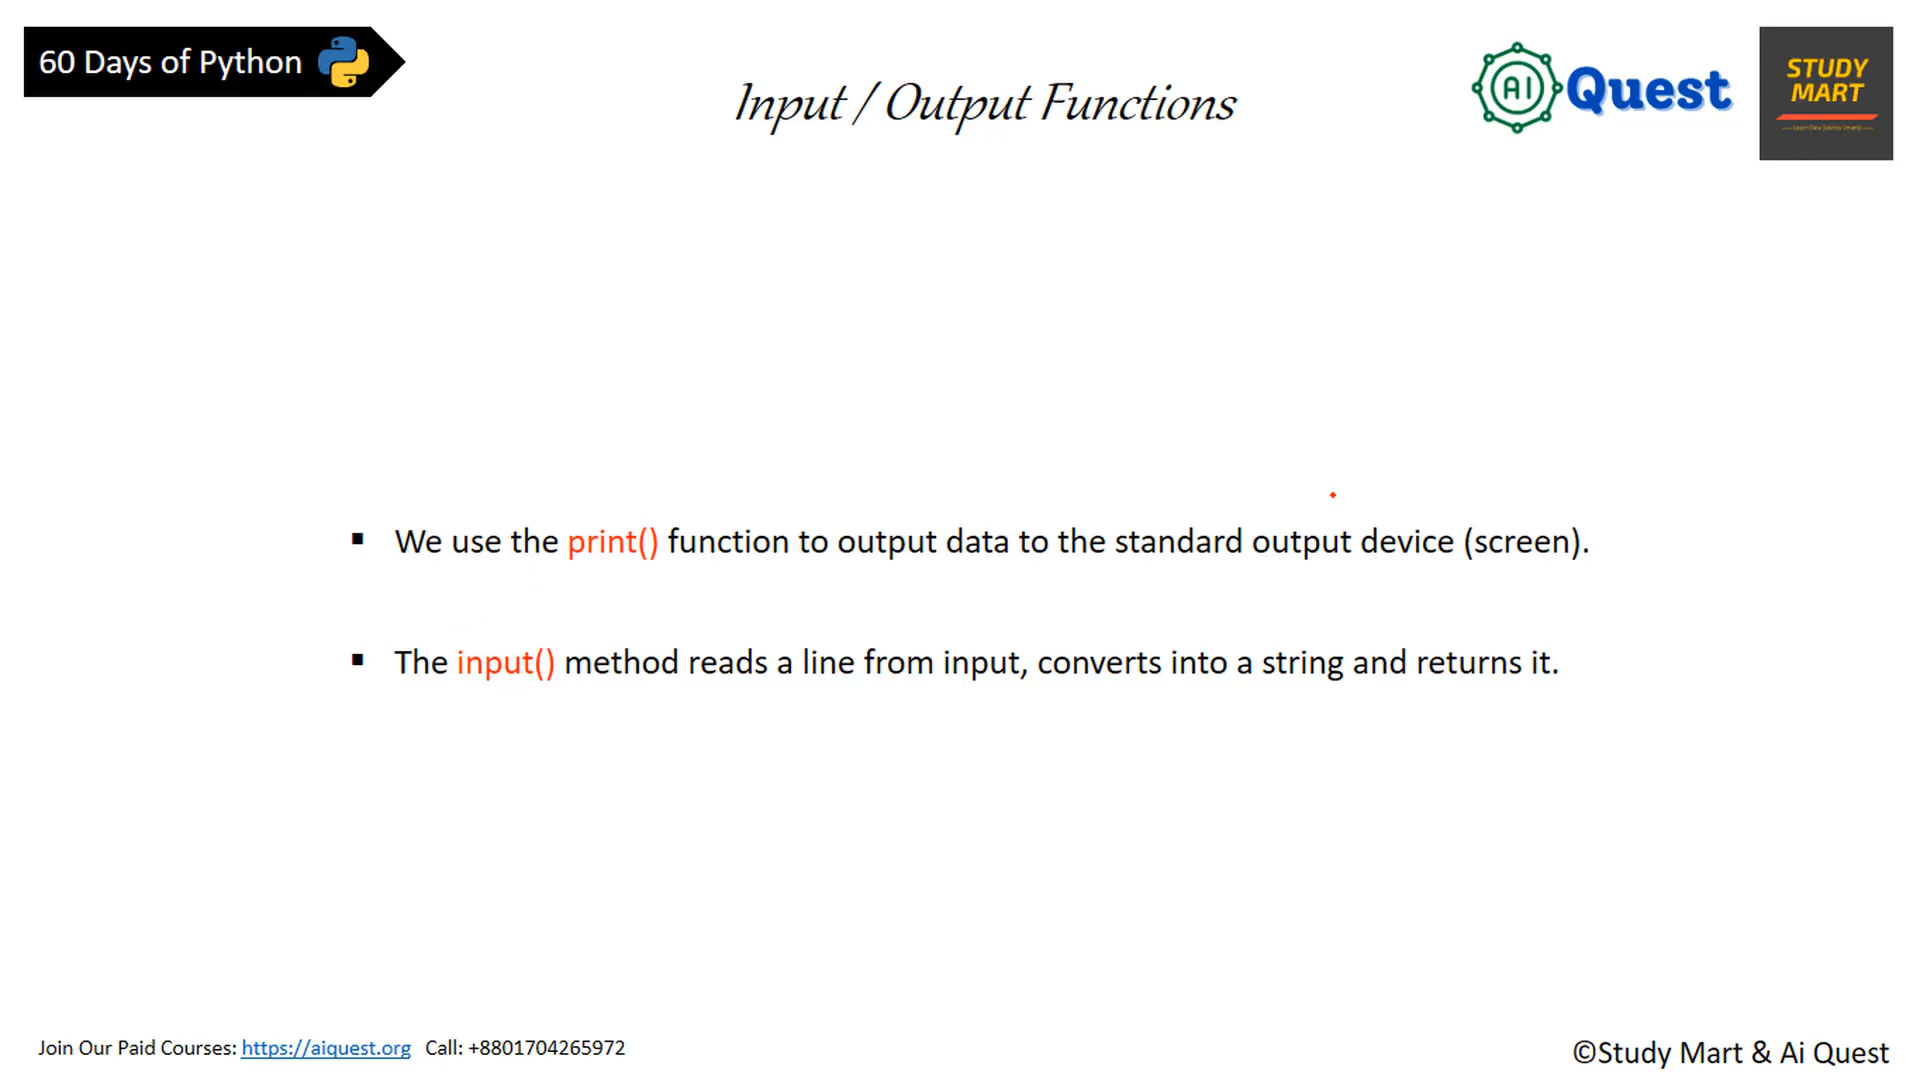 60 Days of Python
Input / Output Functions
AI Quest
STUDY
MART
▪ We use the print() function to output data to the standard output device (screen).
▪ The input() method reads a line from input, converts into a string and returns it.
Join Our Paid Courses: https://aiquest.org Call: +8801704265972
©Study Mart & Ai Quest